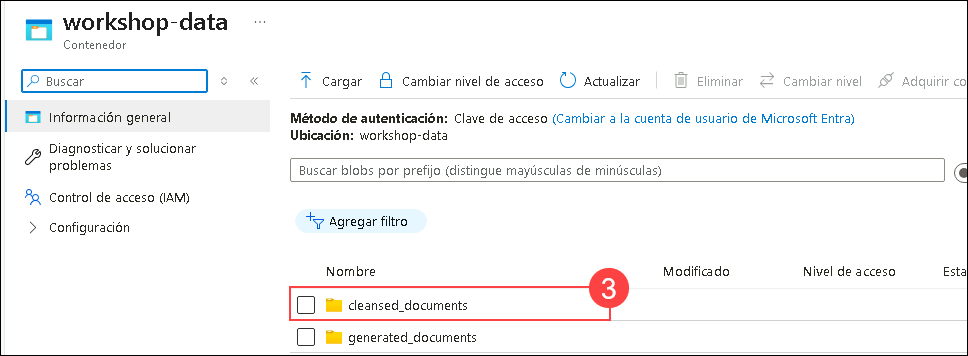 workshop-data ...
Contenedor
Buscar
Cargar Cambiar nivel de acceso Actualizar Eliminar Cambiar nivel Adquirir co
Información general
Diagnosticar y solucionar
problemas
Control de acceso (IAM)
Configuración
Método de autenticación: Clave de acceso (Cambiar a la cuenta de usuario de Microsoft Entra)
Ubicación: workshop-data
Buscar blobs por prefijo (distingue mayúsculas de minúsculas)
Agregar filtro
Nombre Modificado Nivel de acceso Esta
3
cleansed_documents
generated_documents